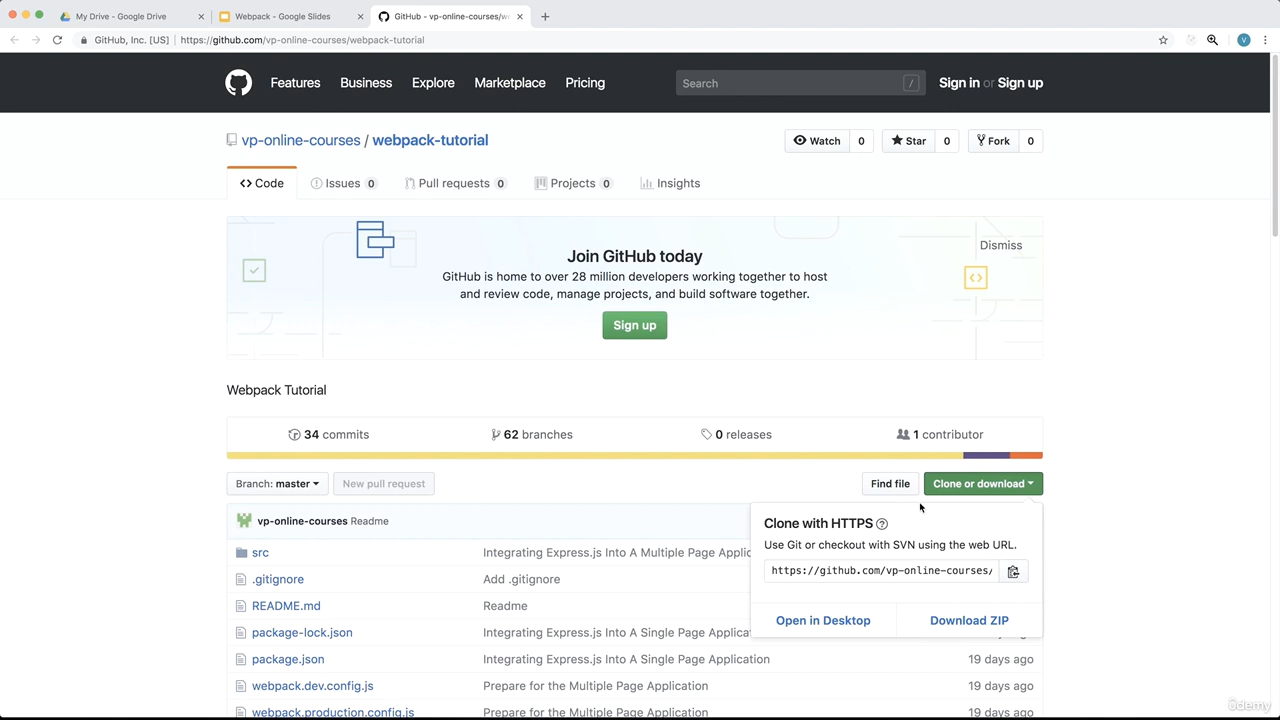 My Drive - Google Drive
Webpack - Google Slides
GitHub - vp-online-courses/we
GitHub, Inc. [US] https://github.com/vp-online-courses/webpack-tutorial
V
Features Business Explore Marketplace Pricing
Search /
Sign in or Sign up
vp-online-courses / webpack-tutorial
Watch 0 Star 0 Fork 0
Code Issues 0 Pull requests 0 Projects 0 Insights
Dismiss
Join GitHub today
GitHub is home to over 28 million developers working together to host
and review code, manage projects, and build software together.
Sign up
Webpack Tutorial
34 commits 62 branches 0 releases 1 contributor
Branch: master New pull request Find file Clone or download
vp-online-courses Readme
Clone with HTTPS
Use Git or checkout with SVN using the web URL.
https://github.com/vp-online-courses/
Open in Desktop Download ZIP
src Integrating Express.js Into A Multiple Page Applic
.gitignore Add .gitignore
README.md Readme
package-lock.json Integrating Express.js Into A Single Page Applica
package.json Integrating Express.js Into A Single Page Application 19 days ago
webpack.dev.config.js Prepare for the Multiple Page Application 19 days ago
webpack.production.config.js Prepare for the Multiple Page Application 19 days ago
ûdemy